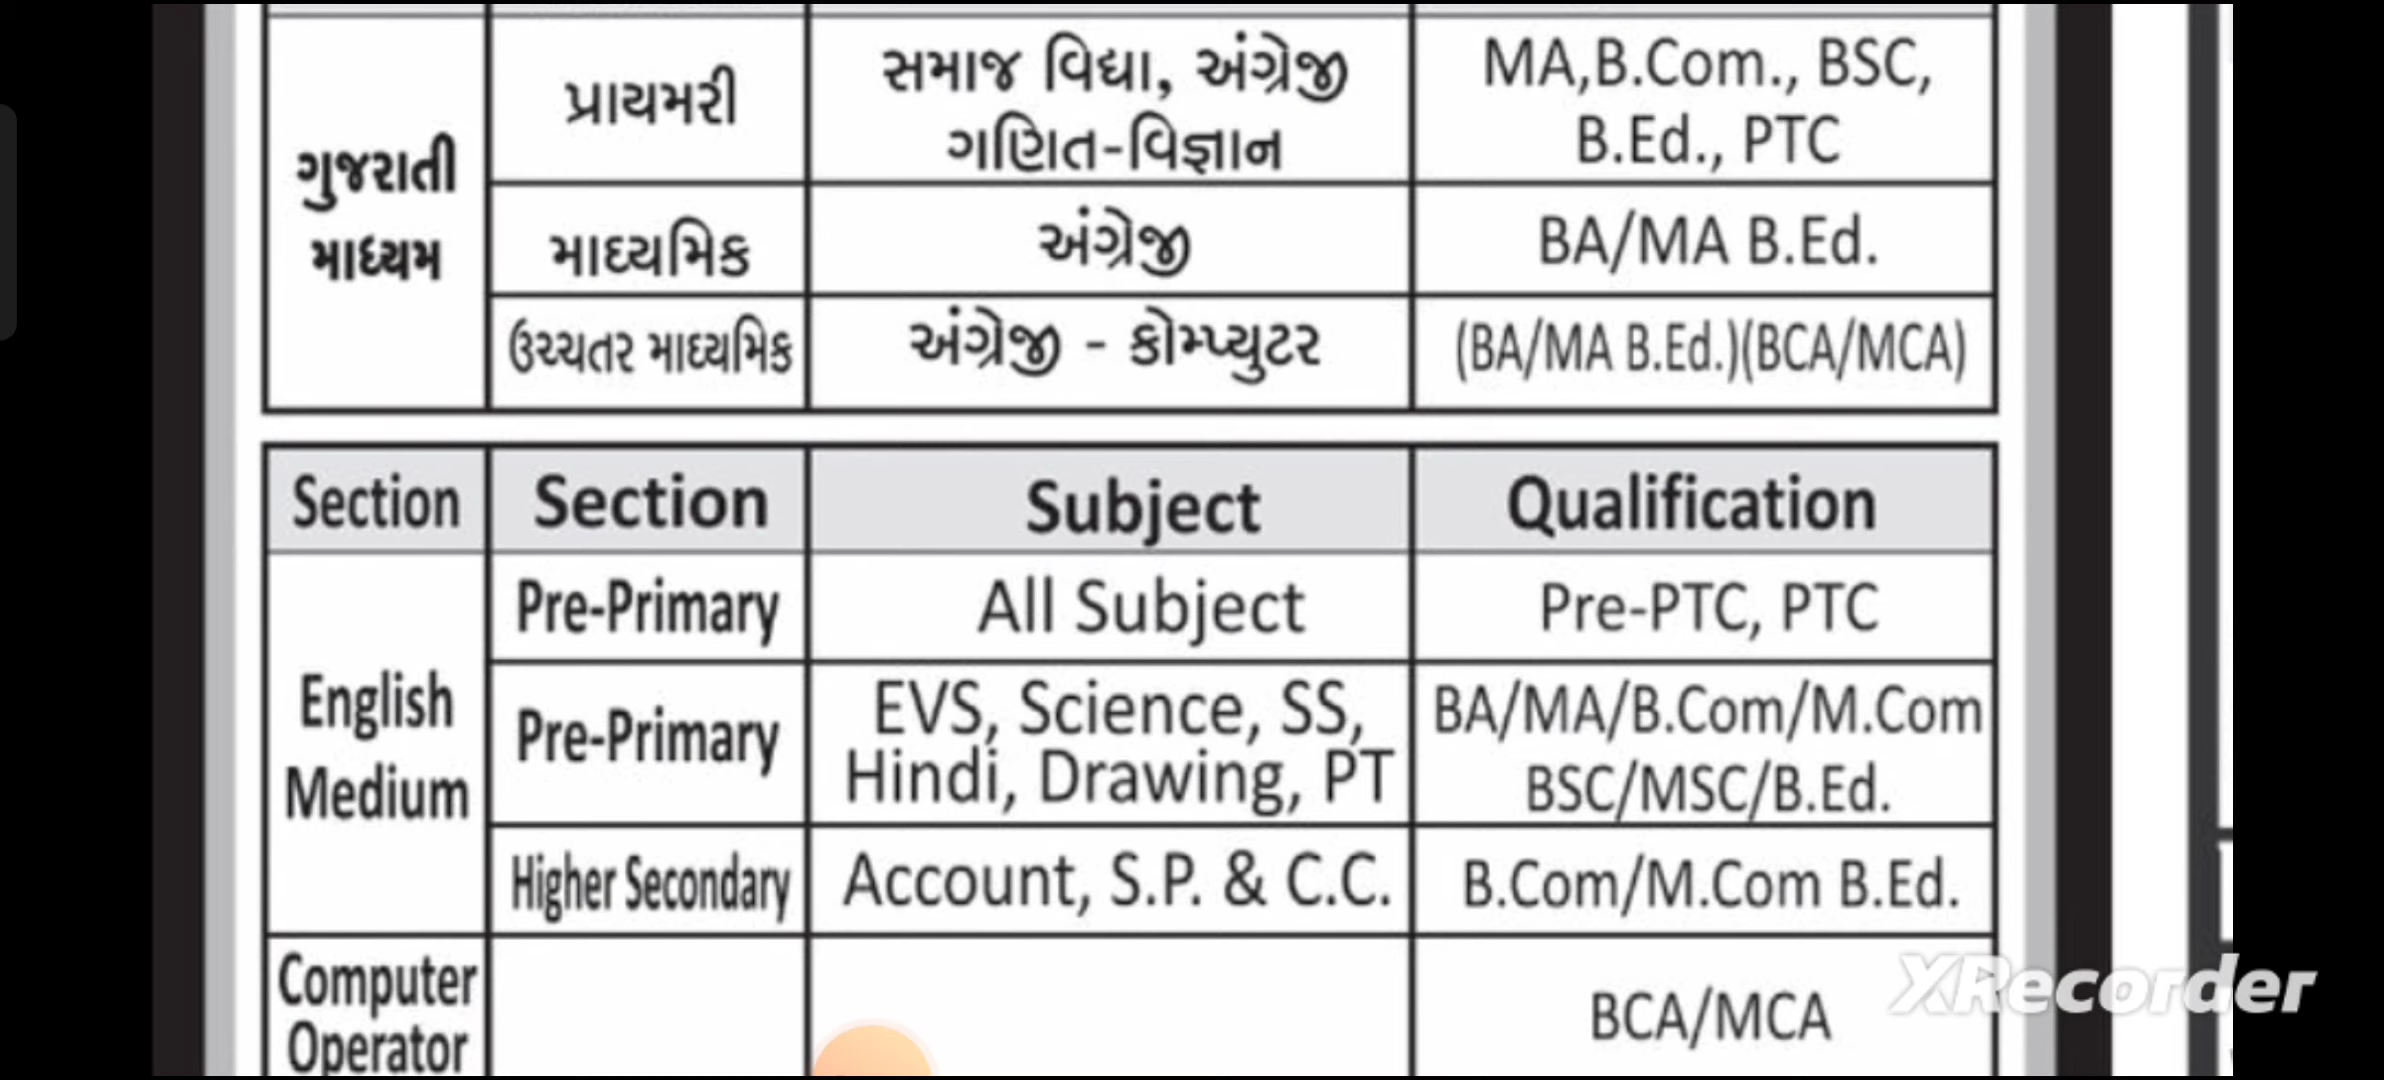 ગુજરાતી
માધ્યમ
પ્રાયમરી
સમાજ વિદ્યા, અંગ્રેજી
ગણિત-વિજ્ઞાન
MA,B.Com., BSC,
B.Ed., PTC
માધ્યમિક
અંગ્રેજી
BA/MA B.Ed.
ઉચ્ચતર માધ્યમિક
અંગ્રેજી - કોમ્પ્યુટર
(BA/MA B.Ed.)(BCA/MCA)
Section
Section
Subject
Qualification
English
Medium
Pre-Primary
All Subject
Pre-PTC, PTC
Pre-Primary
EVS, Science, SS,
Hindi, Drawing, PT
BA/MA/B.Com/M.Com
BSC/MSC/B.Ed.
Higher Secondary
Account, S.P. & C.C.
B.Com/M.Com B.Ed.
Computer
Operator
BCA/MCA
XRecorder